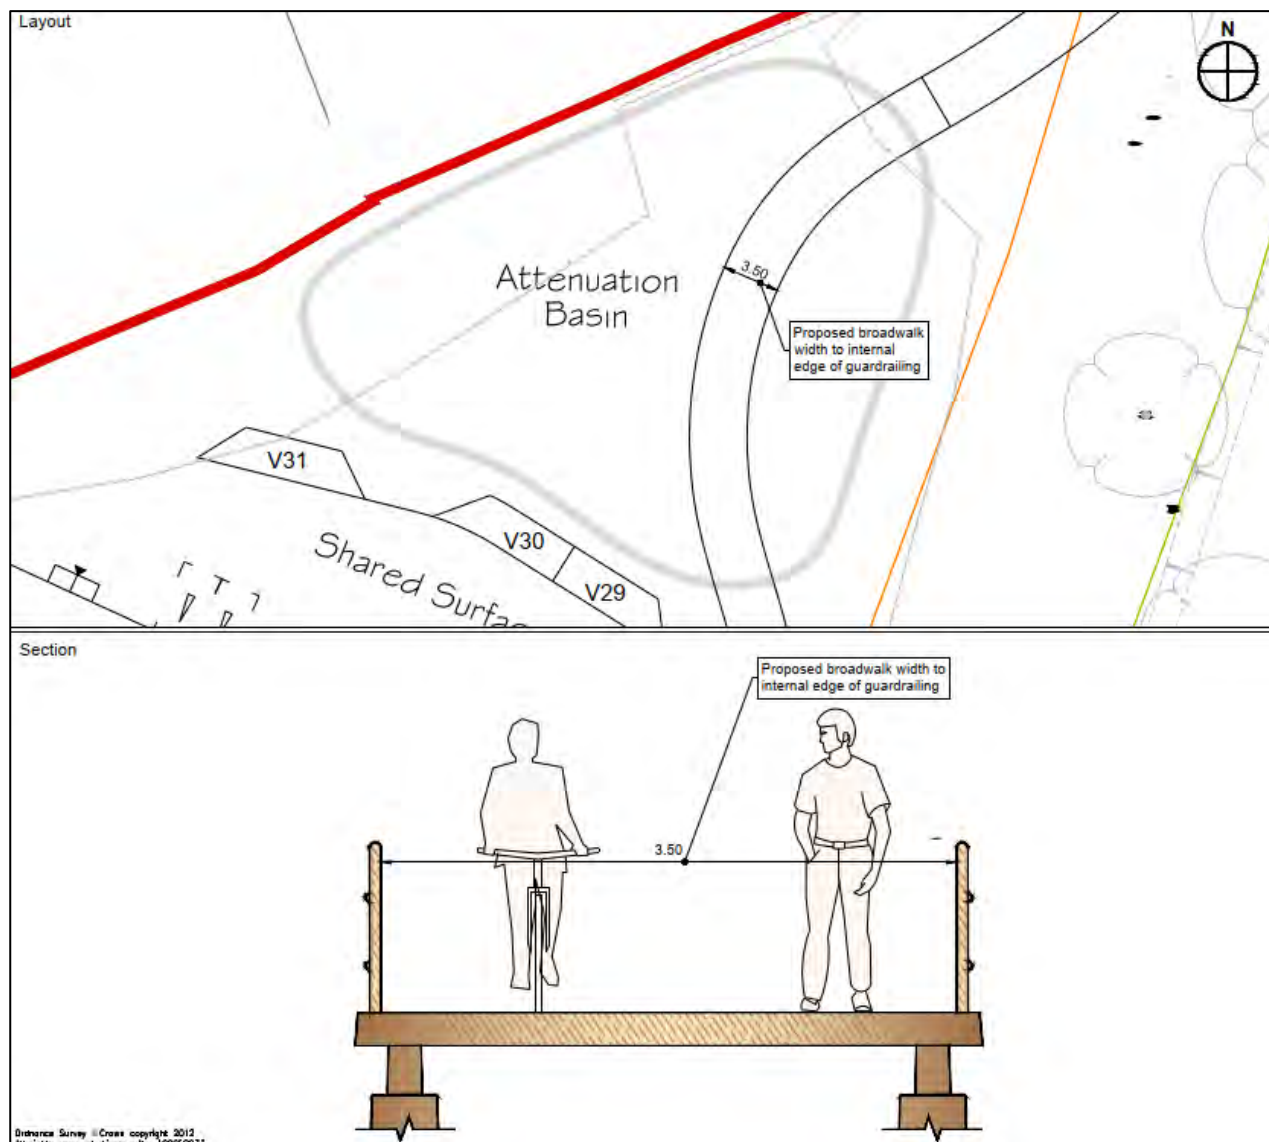 Layout
N
Attenuation
Basin
3.50
Proposed broadwalk
width to internal
edge of guardrailing
V31
V30
V29
Shared Surfac
Section
Proposed broadwalk width to
internal edge of guardrailing
3.50
Ordnance Survey ©Crown copyright 2012